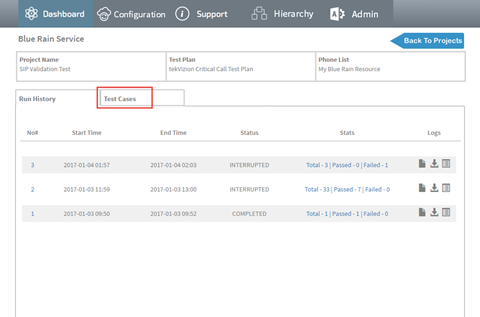 Dashboard Configuration Support Hierarchy Admin
Blue Rain Service
Back To Projects
Project Name Test Plan Phone List
SIP Validation Test tekVizion Critical Call Test Plan My Blue Rain Resource
Run History Test Cases
No# Start Time End Time Status Stats Logs
3 2017-01-04 01:57 2017-01-04 02:03 INTERRUPTED Total - 3 | Passed - 0 | Failed - 1
2 2017-01-03 11:59 2017-01-03 13:00 INTERRUPTED Total - 33 | Passed - 7 | Failed - 0
1 2017-01-03 09:50 2017-01-03 09:52 COMPLETED Total - 1 | Passed - 1 | Failed - 0